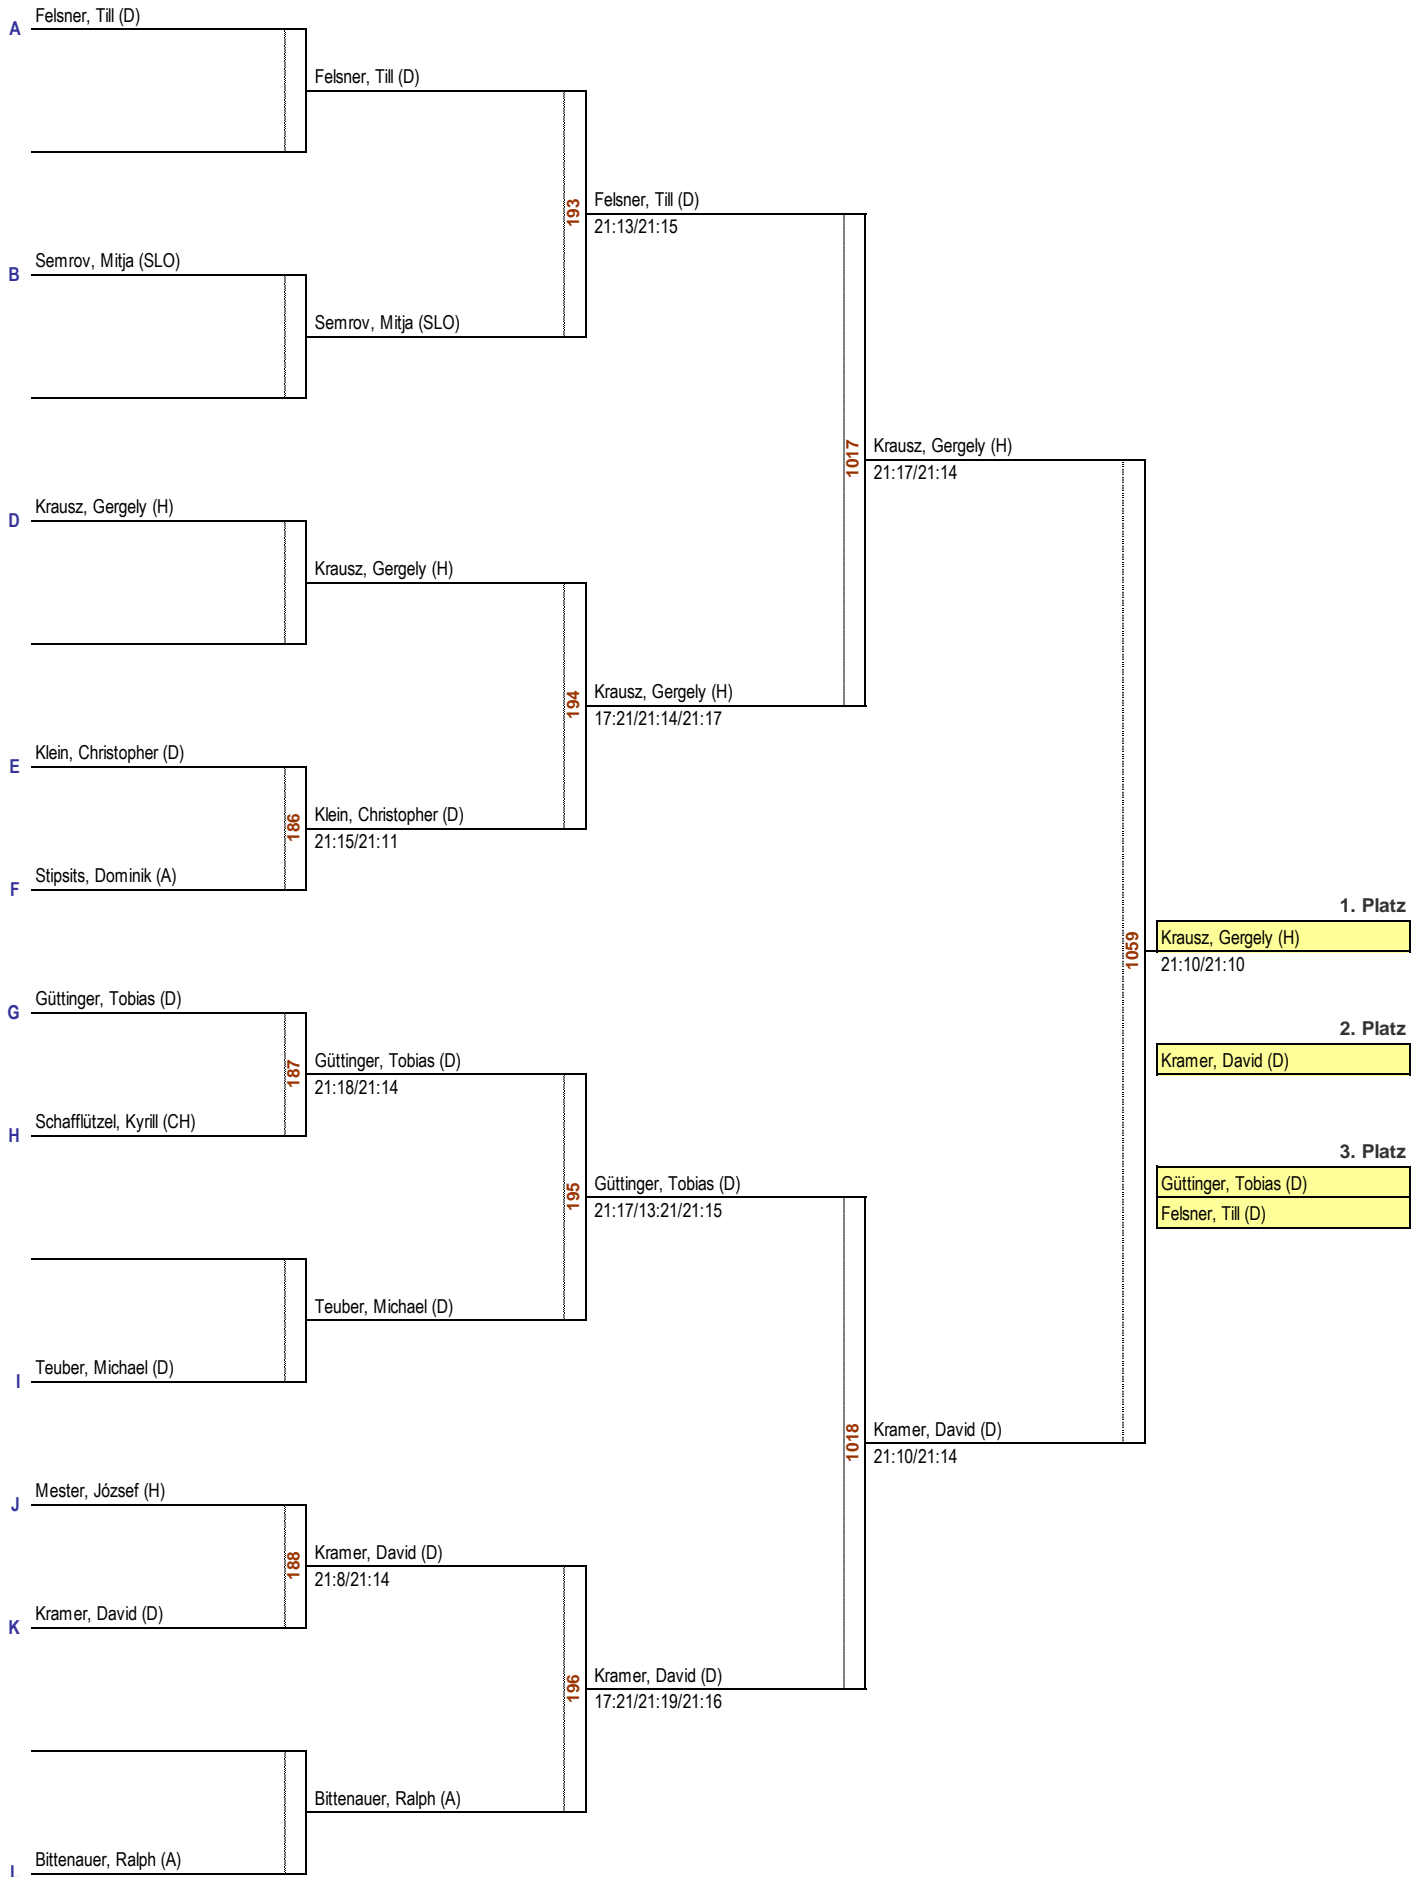 Felsner, Till (D)
A
Felsner, Till (D)
193
Felsner, Till (D)
21:13/21:15
Semrov, Mitja (SLO)
B
Semrov, Mitja (SLO)
1017
Krausz, Gergely (H)
21:17/21:14
Krausz, Gergely (H)
D
Krausz, Gergely (H)
194
Krausz, Gergely (H)
17:21/21:14/21:17
Klein, Christopher (D)
E
186
Klein, Christopher (D)
21:15/21:11
Stipsits, Dominik (A)
F
1. Platz
1059
Krausz, Gergely (H)
21:10/21:10
Güttinger, Tobias (D)
G
2. Platz
187
Güttinger, Tobias (D)
21:18/21:14
Kramer, David (D)
Schafflützel, Kyrill (CH)
H
3. Platz
195
Güttinger, Tobias (D)
21:17/13:21/21:15
Güttinger, Tobias (D)
Felsner, Till (D)
Teuber, Michael (D)
Teuber, Michael (D)
I
1018
Kramer, David (D)
21:10/21:14
Mester, József (H)
J
188
Kramer, David (D)
21:8/21:14
Kramer, David (D)
K
196
Kramer, David (D)
17:21/21:19/21:16
Bittenauer, Ralph (A)
Bittenauer, Ralph (A)
L